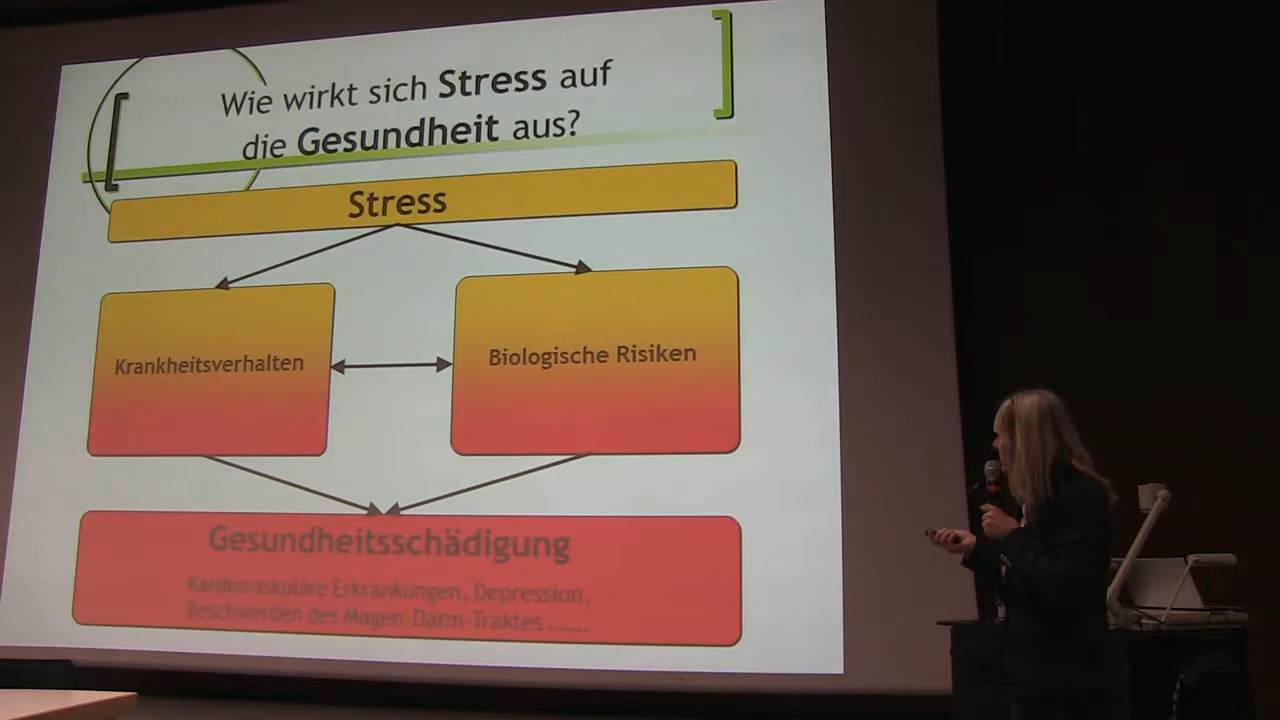 Wie wirkt sich Stress auf
die Gesundheit aus?
Stress
Krankheitsverhalten
Biologische Risiken
Gesundheitsschädigung
Kardiovaskuläre Erkrankungen, Depression,
Beschwerden des Magen-Darm-Traktes .......